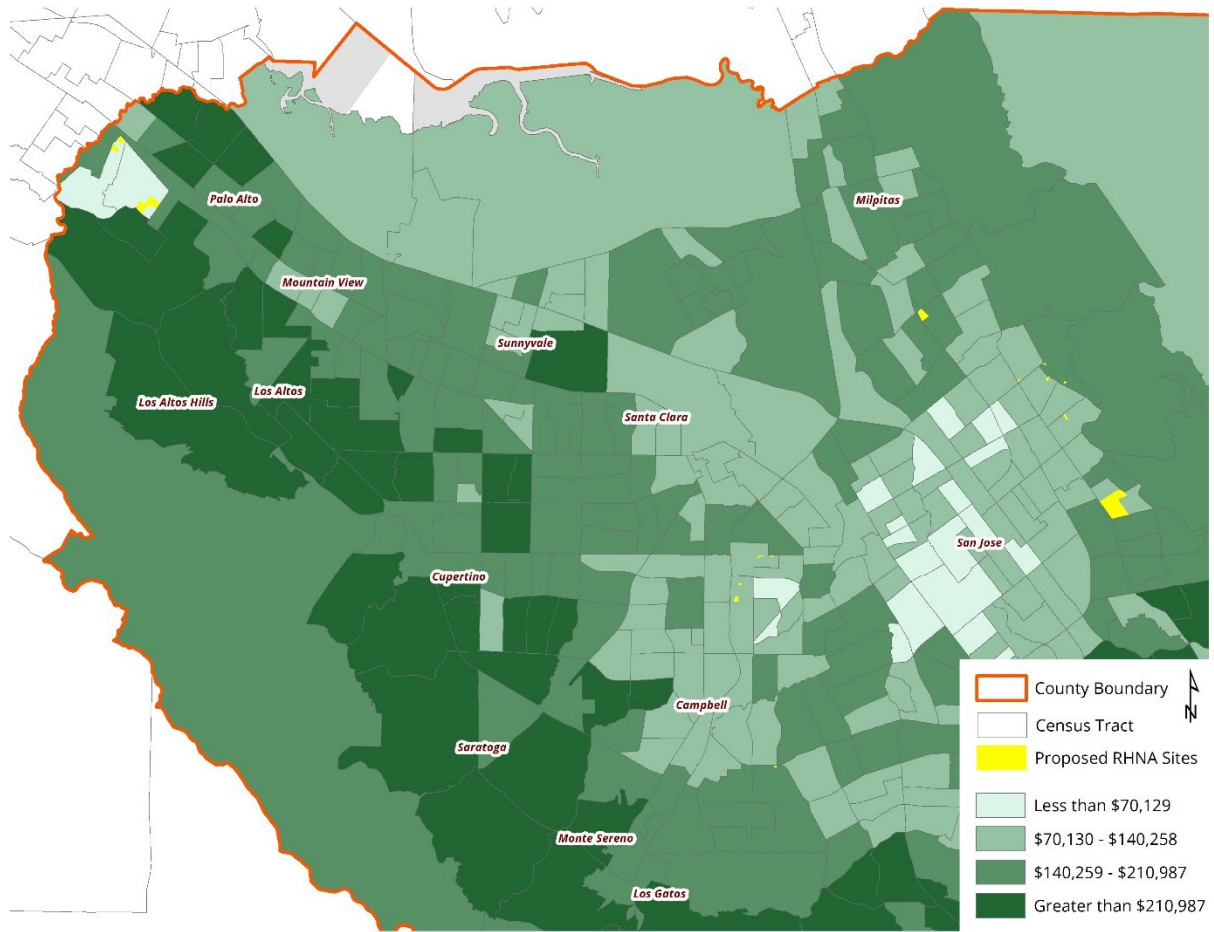 Palo Alto
Milpitas
Mountain View
Sunnyvale
Los Altos
Los Altos Hills
Santa Clara
San Jose
Cupertino
Campbell
Saratoga
Monte Sereno
Los Gatos
County Boundary
N
Census Tract
Proposed RHNA Sites
Less than $70,129
$70,130 - $140,258
$140,259 - $210,987
Greater than $210,987